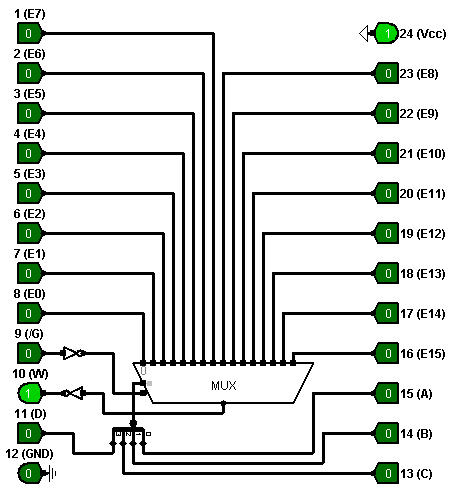 1 (E7)
0
1
24 (Vcc)
2 (E6)
0
0
23 (E8)
3 (E5)
0
0
22 (E9)
4 (E4)
0
0
21 (E10)
5 (E3)
0
0
20 (E11)
6 (E2)
0
0
19 (E12)
7 (E1)
0
0
18 (E13)
8 (E0)
0
0
17 (E14)
9 (/G)
0
0
16 (E15)
0
MUX
10 (W)
1
0
15 (A)
11 (D)
0
0
14 (B)
12 (GND)
0
0
13 (C)